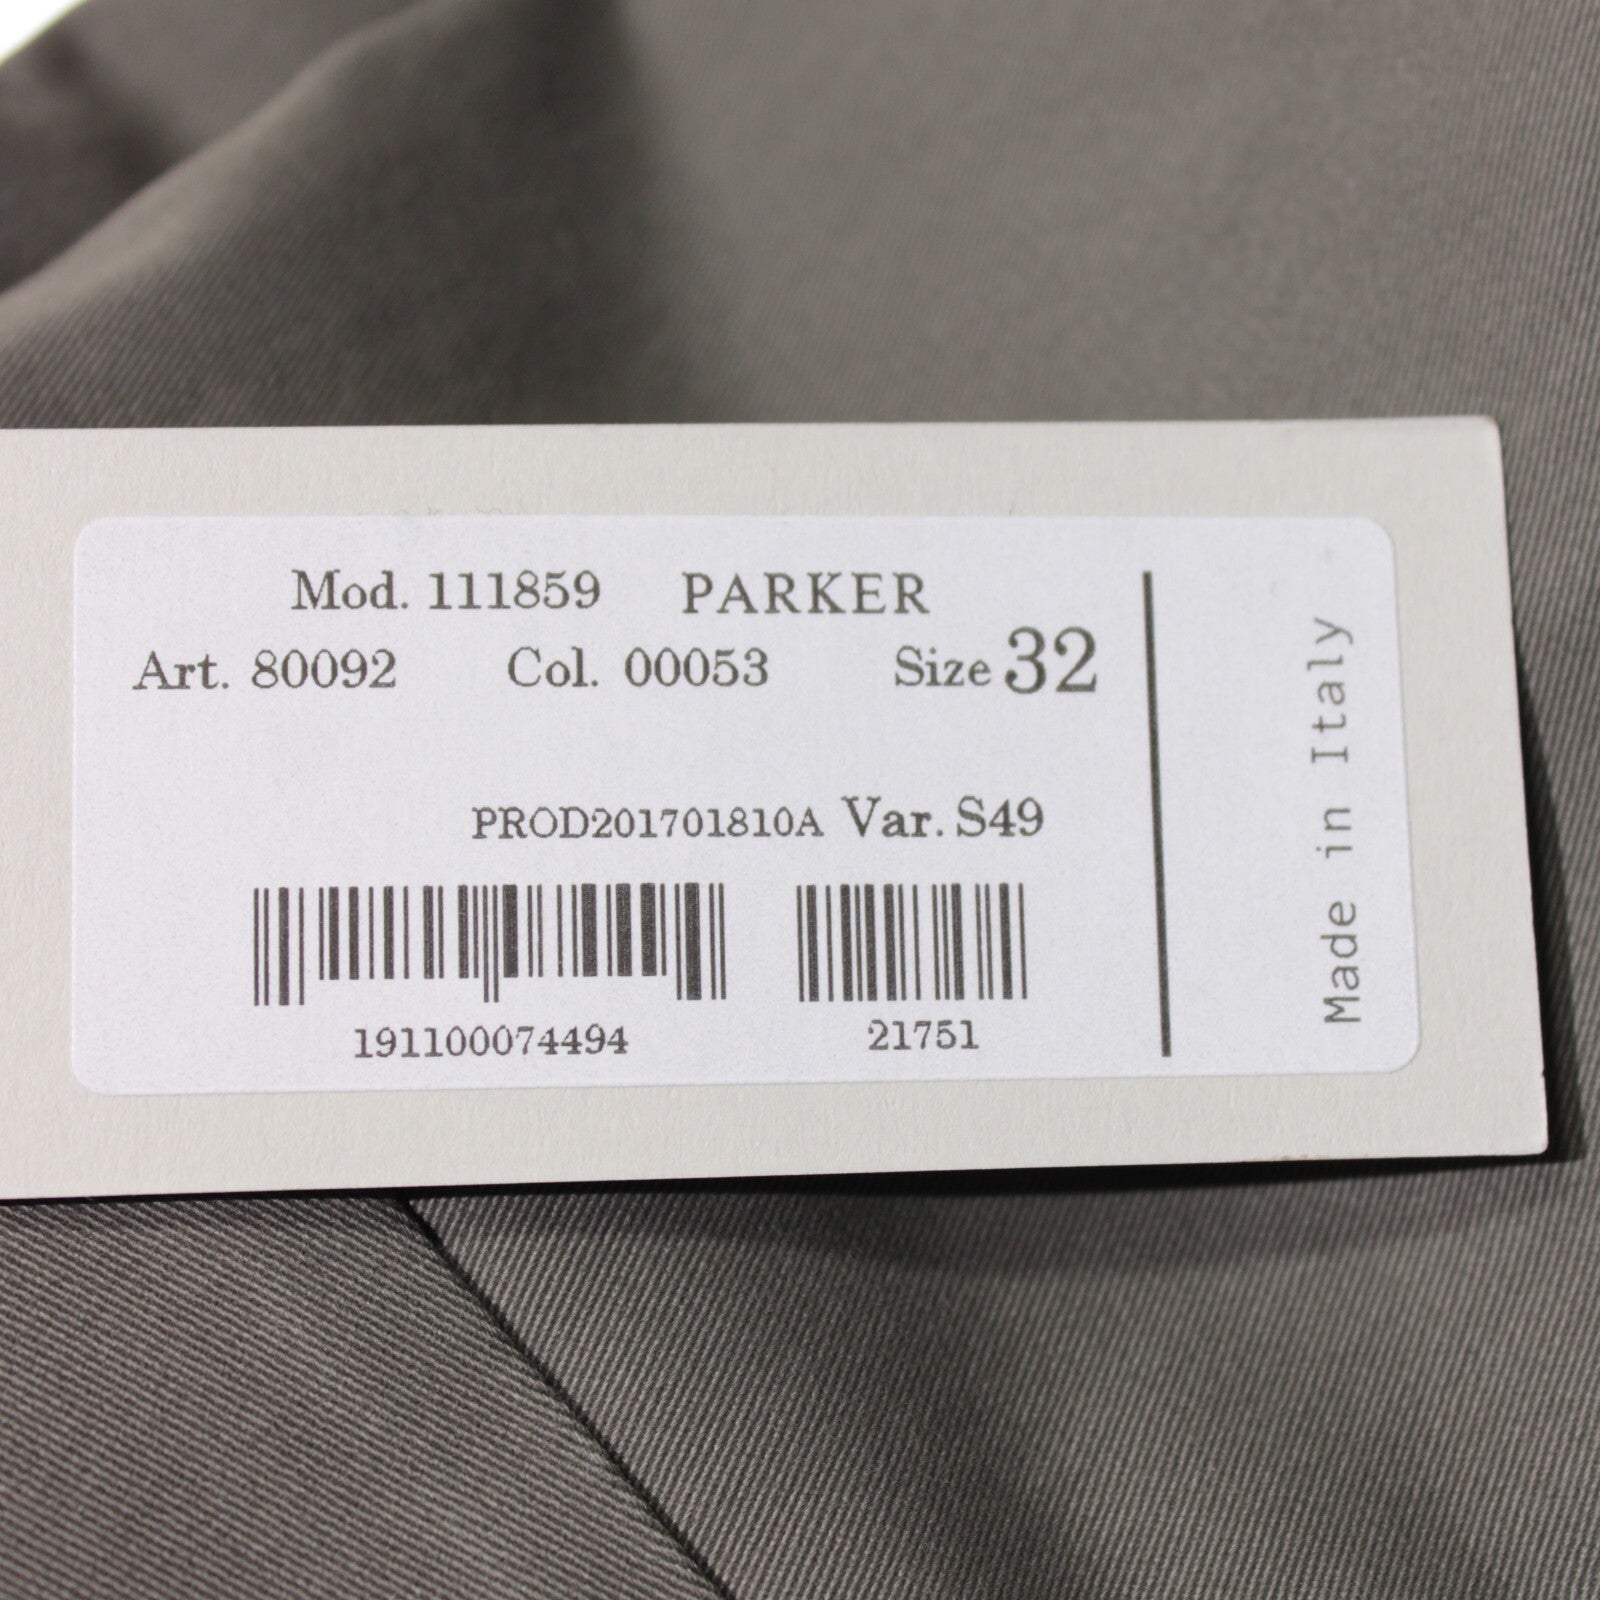 Mod. 111859 PARKER
Art. 80092 Col. 00053 Size 32
PROD201701810A Var. S49
191100074494 21751
Made in Italy